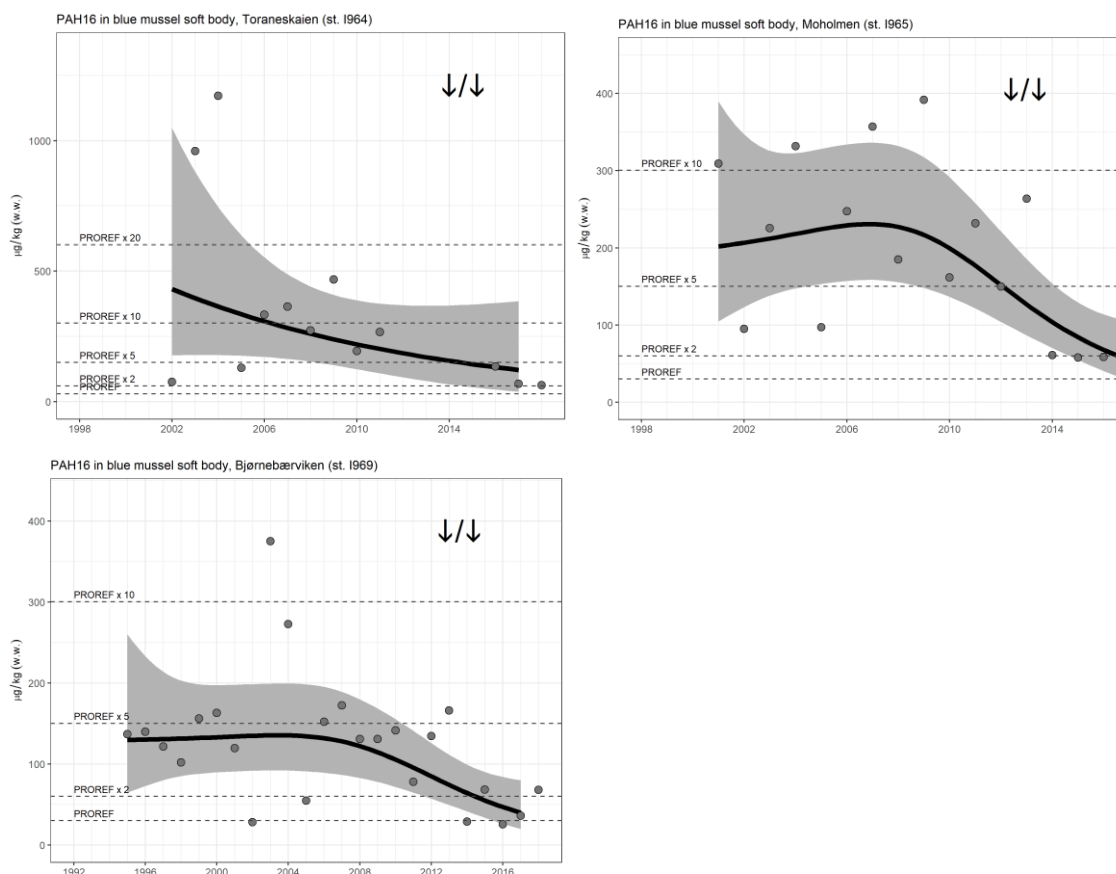 PAH16 in blue mussel soft body, Toraneskaien (st. I964)
↓/↓
µg/kg (w.w.)
1000
500
0
PROREF x 20
PROREF x 10
PROREF x 5
PROREF x 2
PROREF
1998 2002 2006 2010 2014
PAH16 in blue mussel soft body, Moholmen (st. I965)
↓/↓
µg/kg (w.w.)
400
300
200
100
0
PROREF x 10
PROREF x 5
PROREF x 2
PROREF
1998 2002 2006 2010 2014
PAH16 in blue mussel soft body, Bjørnebærviken (st. I969)
↓/↓
µg/kg (w.w.)
400
300
200
100
0
PROREF x 10
PROREF x 5
PROREF x 2
PROREF
1992 1996 2000 2004 2008 2012 2016